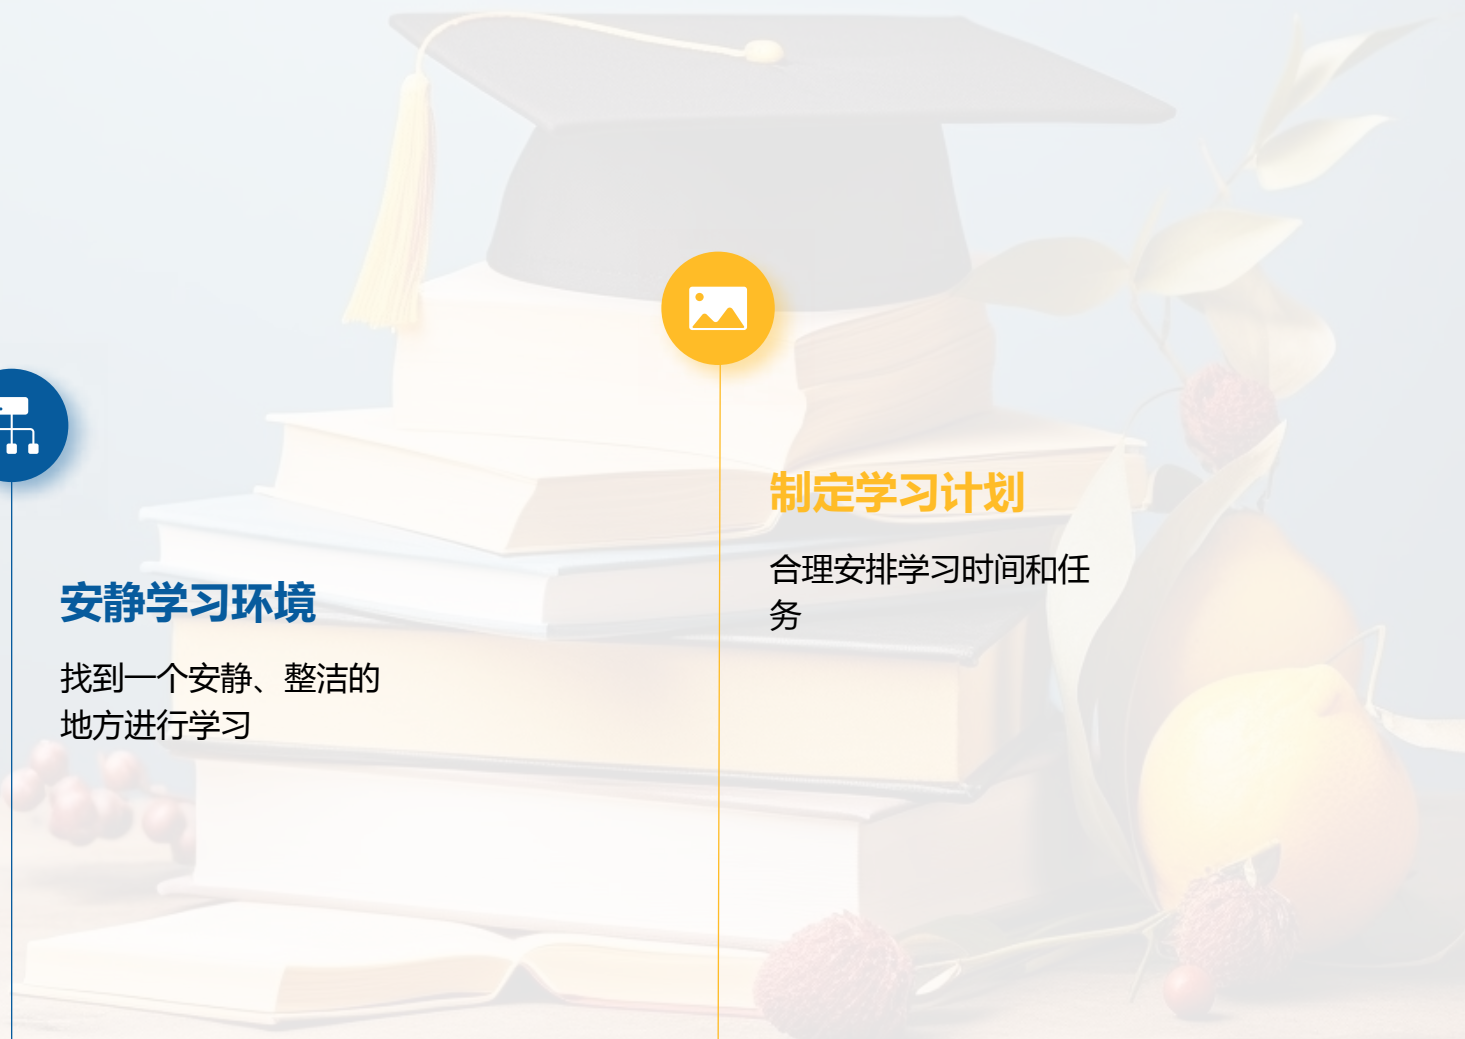 安静学习环境
找到一个安静、整洁的
地方进行学习
制定学习计划
合理安排学习时间和任
务